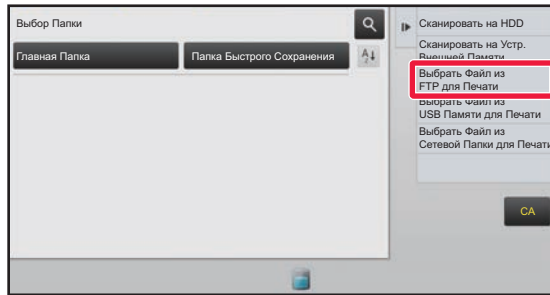 Выбор Папки
Главная Папка
Папка Быстрого Сохранения
Сканировать на HDD
Сканировать на Устр.
Внешней Памяти
Выбрать Файл из
FTP для Печати
Выбрать Файл из
USB Памяти для Печати
Выбрать Файл из
Сетевой Папки для Печати
CA